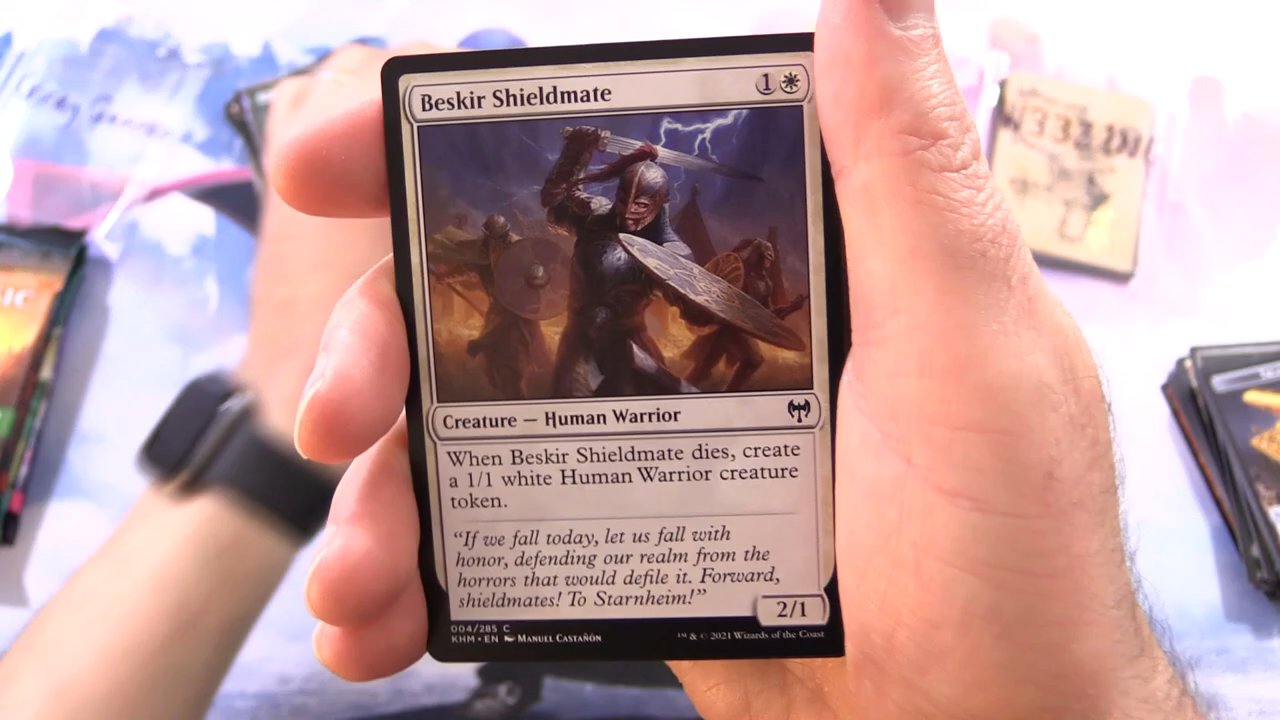 Beskir Shieldmate
1
Creature — Human Warrior
When Beskir Shieldmate dies, create
a 1/1 white Human Warrior creature
token.
“If we fall today, let us fall with
honor, defending our realm from the
horrors that would defile it. Forward,
shieldmates! To Starnheim!”
2/1
004/285 C
KHM • EN Manuel Castañón
™ & © 2021 Wizards of the Coast